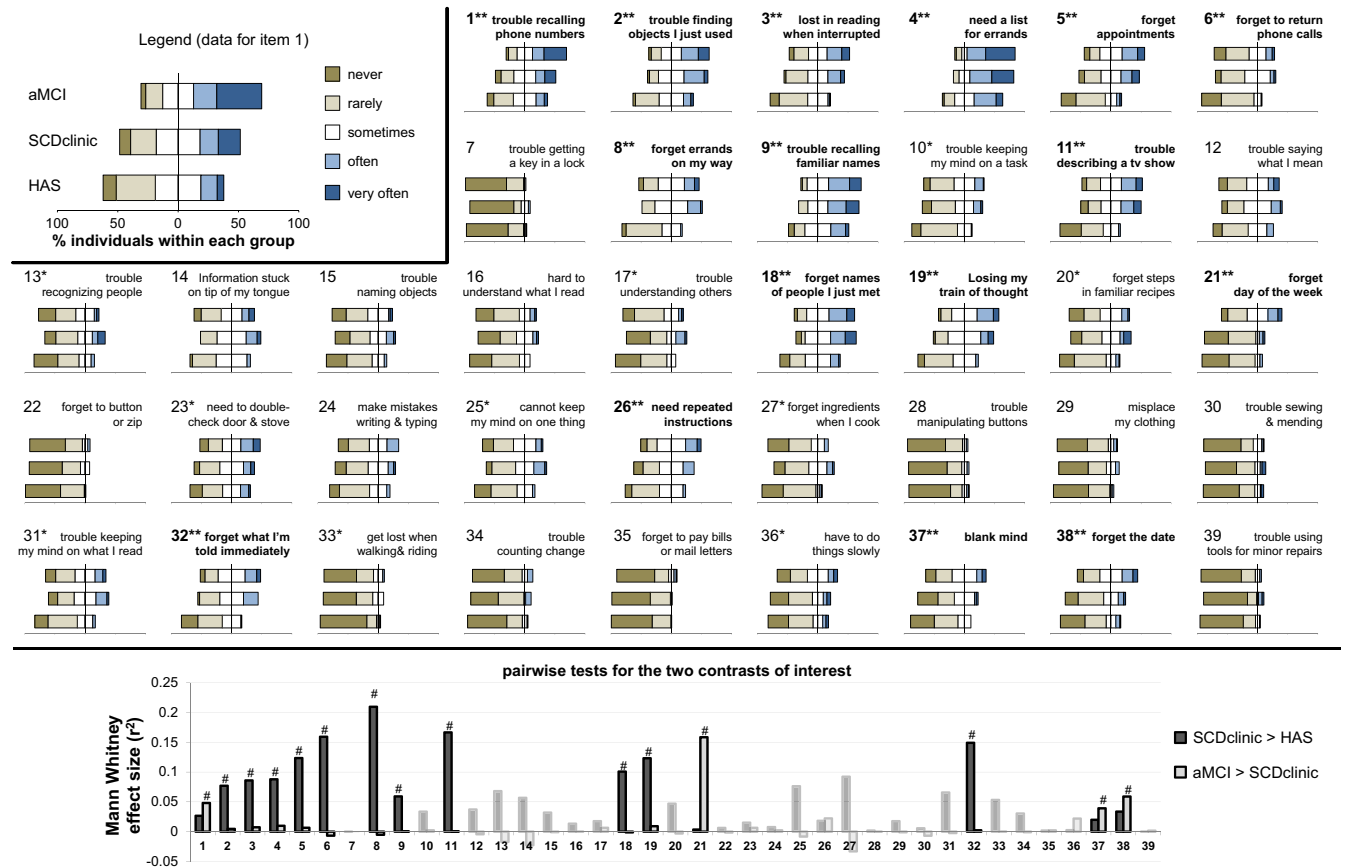 Legend (data for item 1)
aMCI
SCDclinic
HAS
never
rarely
sometimes
often
very often
100 50 0 50 100
% individuals within each group
1** trouble recalling
phone numbers
2** trouble finding
objects I just used
3** lost in reading
when interrupted
4** need a list
for errands
5** forget
appointments
6** forget to return
phone calls
7 trouble getting
a key in a lock
8** forget errands
on my way
9** trouble recalling
familiar names
10* trouble keeping
my mind on a task
11** trouble
describing a tv show
12 trouble saying
what I mean
13* trouble
recognizing people
14 Information stuck
on tip of my tongue
15 trouble
naming objects
16 hard to
understand what I read
17* trouble
understanding others
18** forget names
of people I just met
19** Losing my
train of thought
20* forget steps
in familiar recipes
21** forget
day of the week
22 forget to button
or zip
23* need to double-
check door & stove
24 make mistakes
writing & typing
25* cannot keep
my mind on one thing
26** need repeated
instructions
27* forget ingredients
when I cook
28 trouble
manipulating buttons
29 misplace
my clothing
30 trouble sewing
& mending
31* trouble keeping
my mind on what I read
32** forget what I'm
told immediately
33* get lost when
walking& riding
34 trouble
counting change
35 forget to pay bills
or mail letters
36* have to do
things slowly
37** blank mind
38** forget the date
39 trouble using
tools for minor repairs
pairwise tests for the two contrasts of interest
Mann Whitney
effect size (r²)
0.25
0.2
0.15
0.1
0.05
0
-0.05
# # # # # # # # # # # # # # #
1 2 3 4 5 6 7 8 9 10 11 12 13 14 15 16 17 18 19 20 21 22 23 24 25 26 27 28 29 30 31 32 33 34 35 36 37 38 39
SCDclinic > HAS
aMCI > SCDclinic